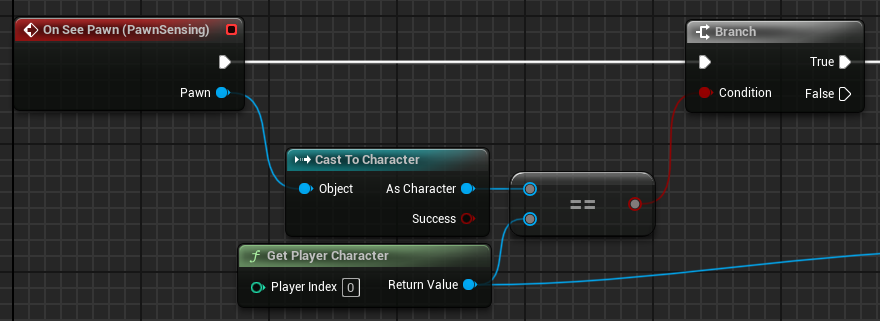 On See Pawn (PawnSensing)
Pawn
Branch
True
Condition
False
Cast To Character
Object
As Character
Success
==
f Get Player Character
Player Index 0
Return Value